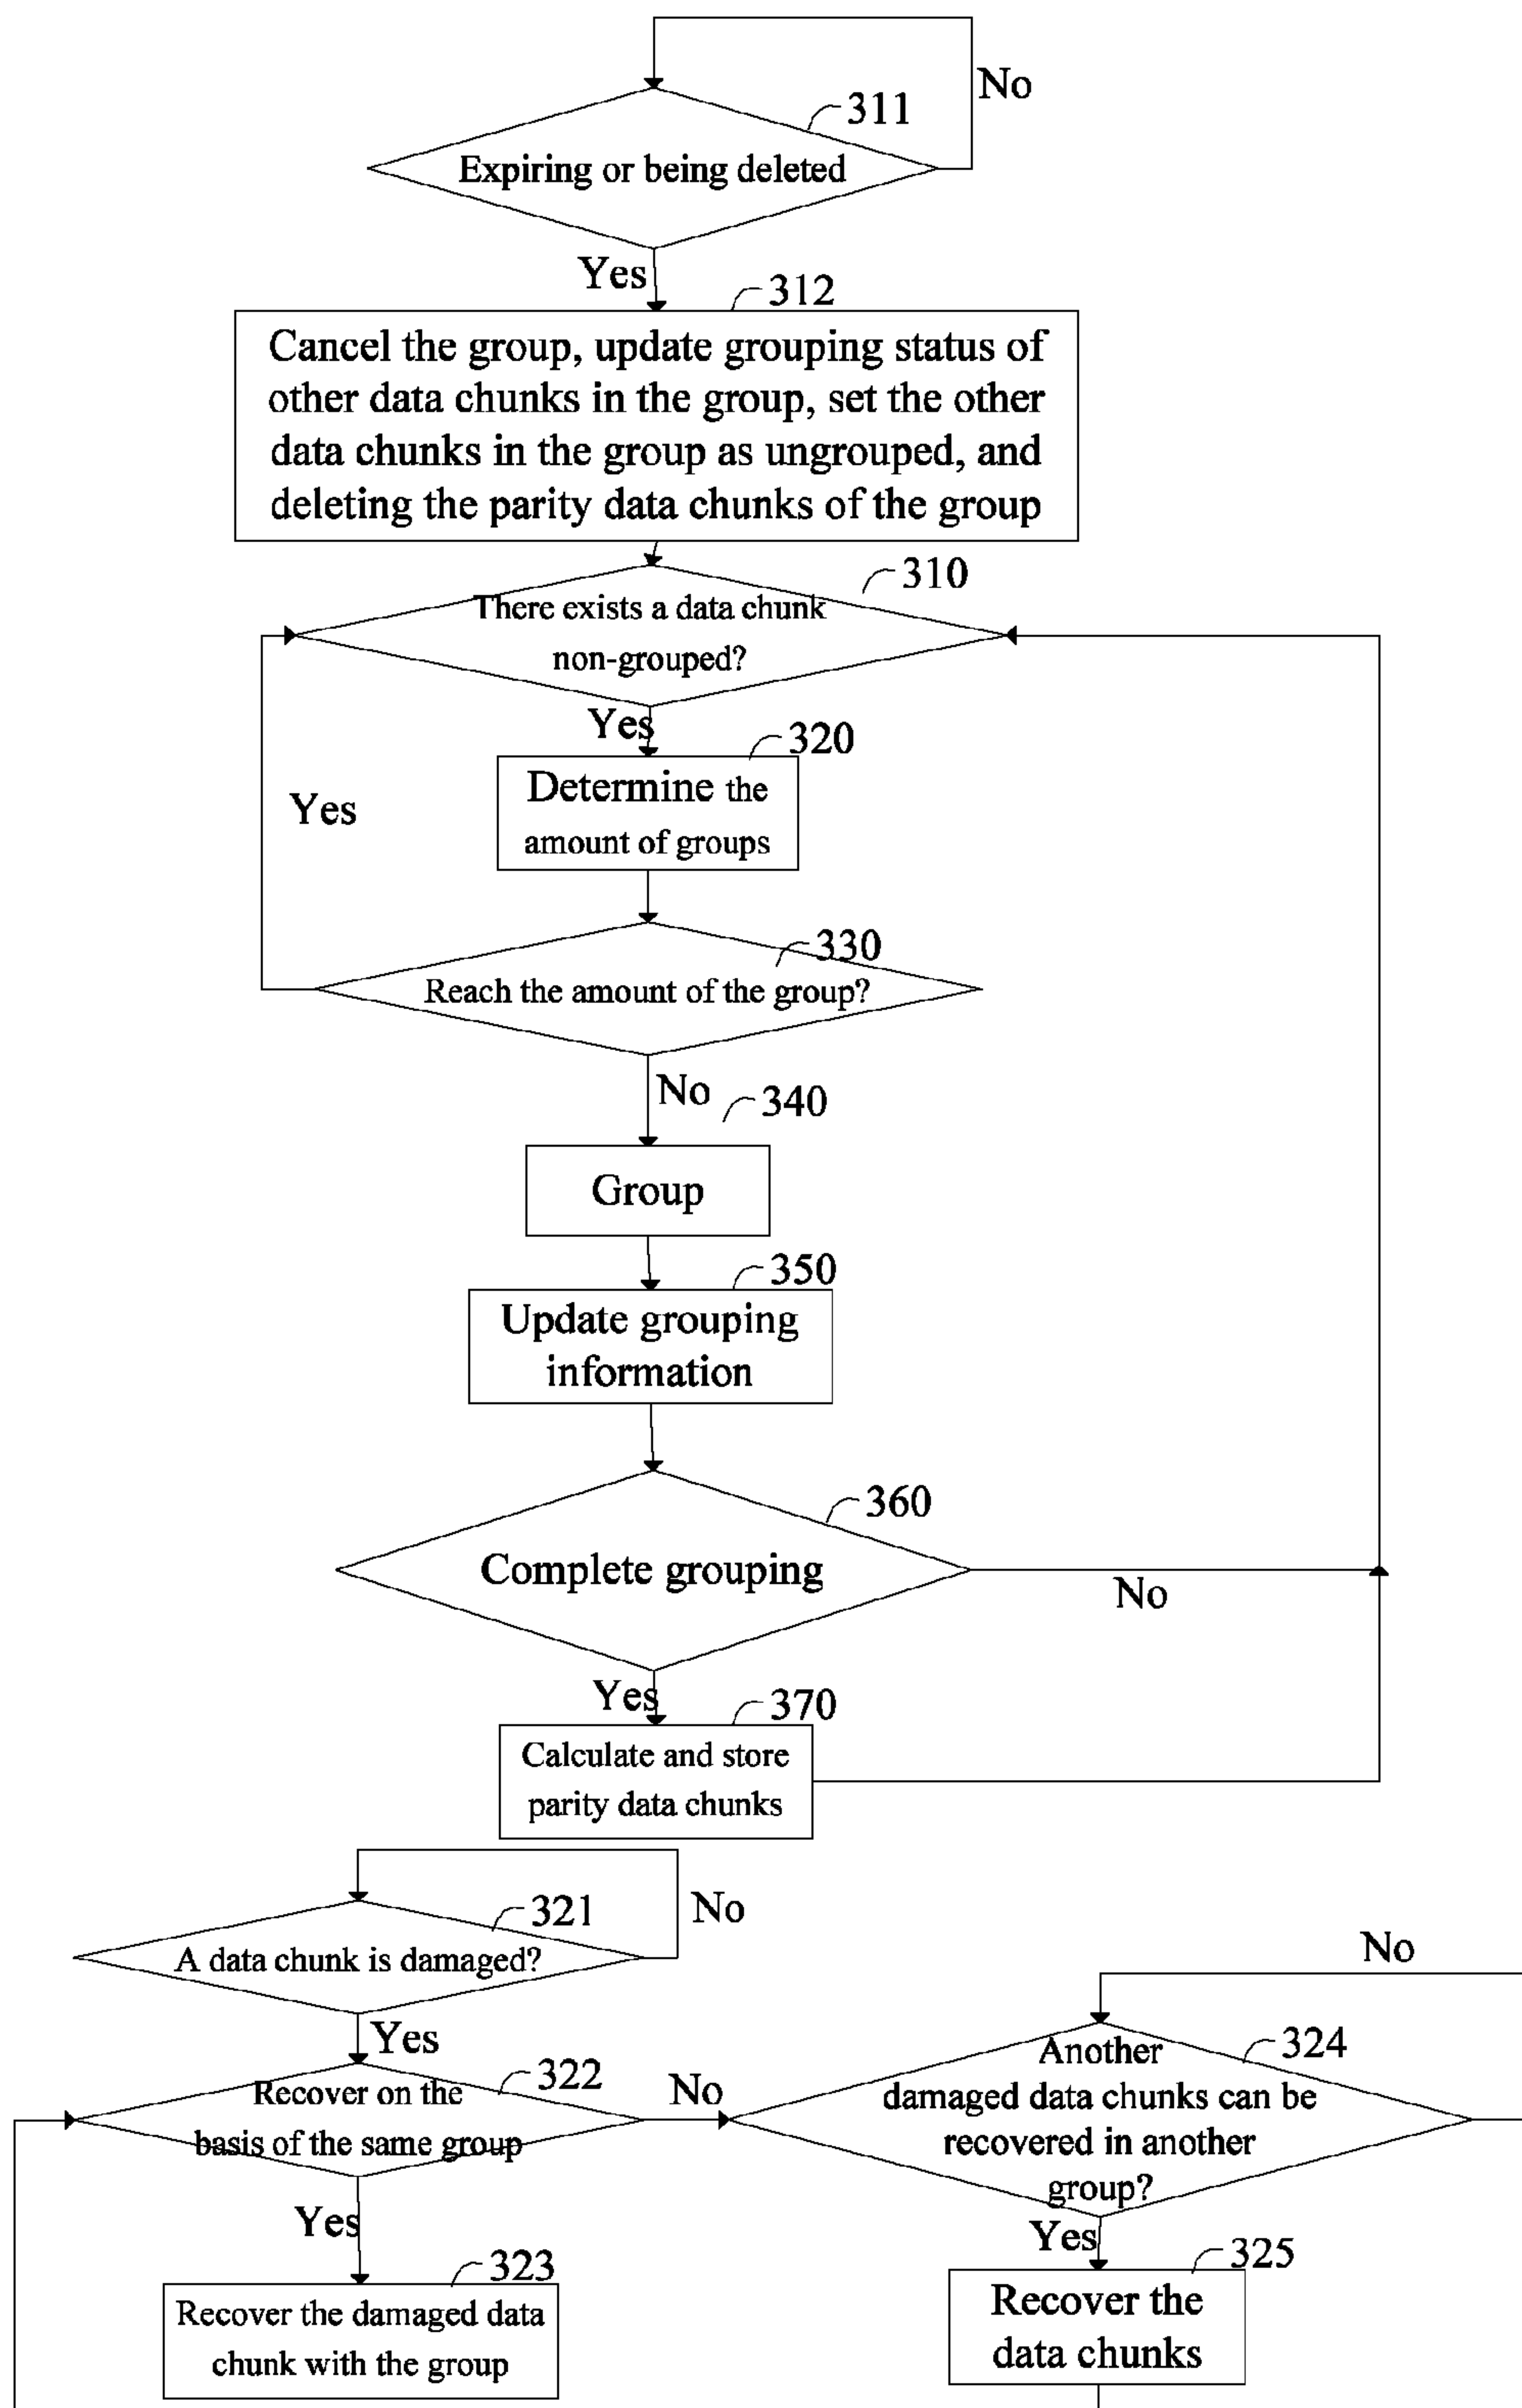 No
311
Expiring or being deleted
Yes
312
Cancel the group, update grouping status of
other data chunks in the group, set the other
data chunks in the group as ungrouped, and
deleting the parity data chunks of the group
310
There exists a data chunk
non-grouped?
Yes
320
Determine the
amount of groups
Yes
330
Reach the amount of the group?
No
340
Group
350
Update grouping
information
360
Complete grouping
No
Yes
370
Calculate and store
parity data chunks
No
321
A data chunk is damaged?
Yes
322
Recover on the
basis of the same group
No
Yes
323
Recover the damaged data
chunk with the group
No
324
Another
damaged data chunks can be
recovered in another
group?
Yes
325
Recover the
data chunks